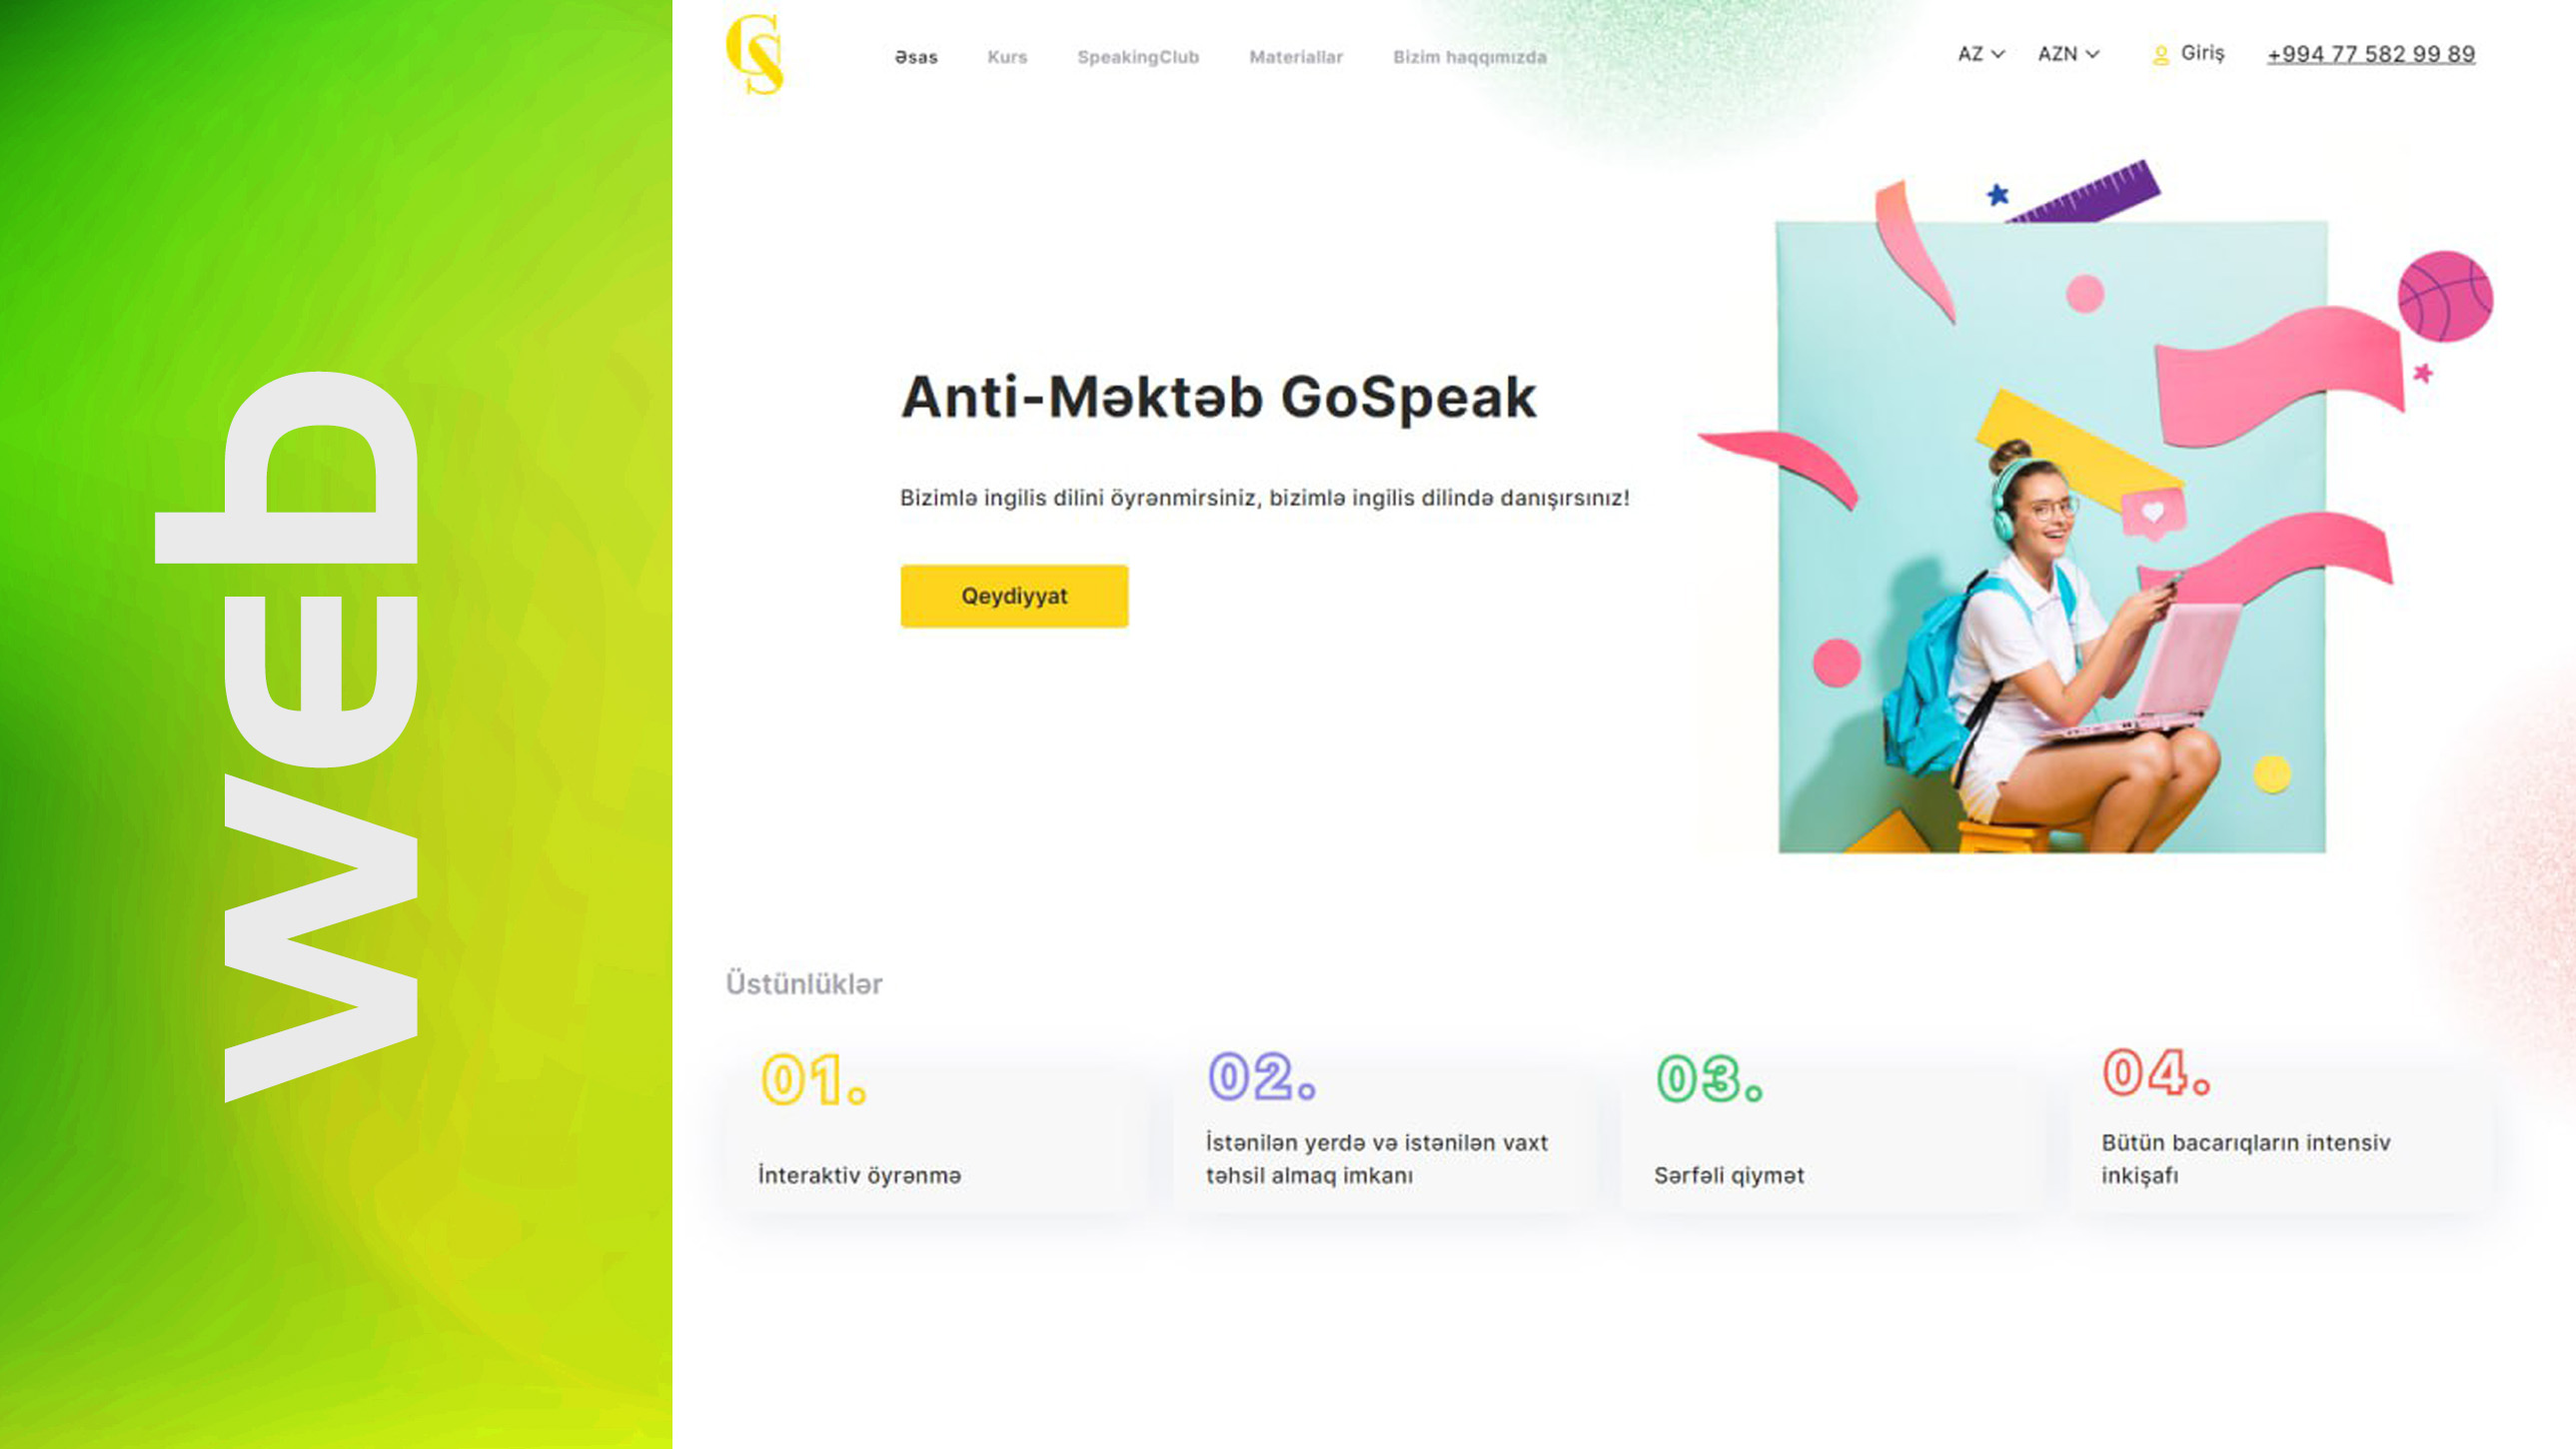 web
GS
Əsas
Kurs
SpeakingClub
Materiallar
Bizim haqqımızda
AZ
AZN
Giriş
+994 77 582 99 89
Anti-Məktəb GoSpeak
Bizimlə ingilis dilini öyrənmirsiniz, bizimlə ingilis dilində danışırsınız!
Qeydiyyat
Üstünlüklər
01.
İnteraktiv öyrənmə
02.
İstənilən yerdə və istənilən vaxt
təhsil almaq imkanı
03.
Sərfəli qiymət
04.
Bütün bacarıqların intensiv
inkişafı